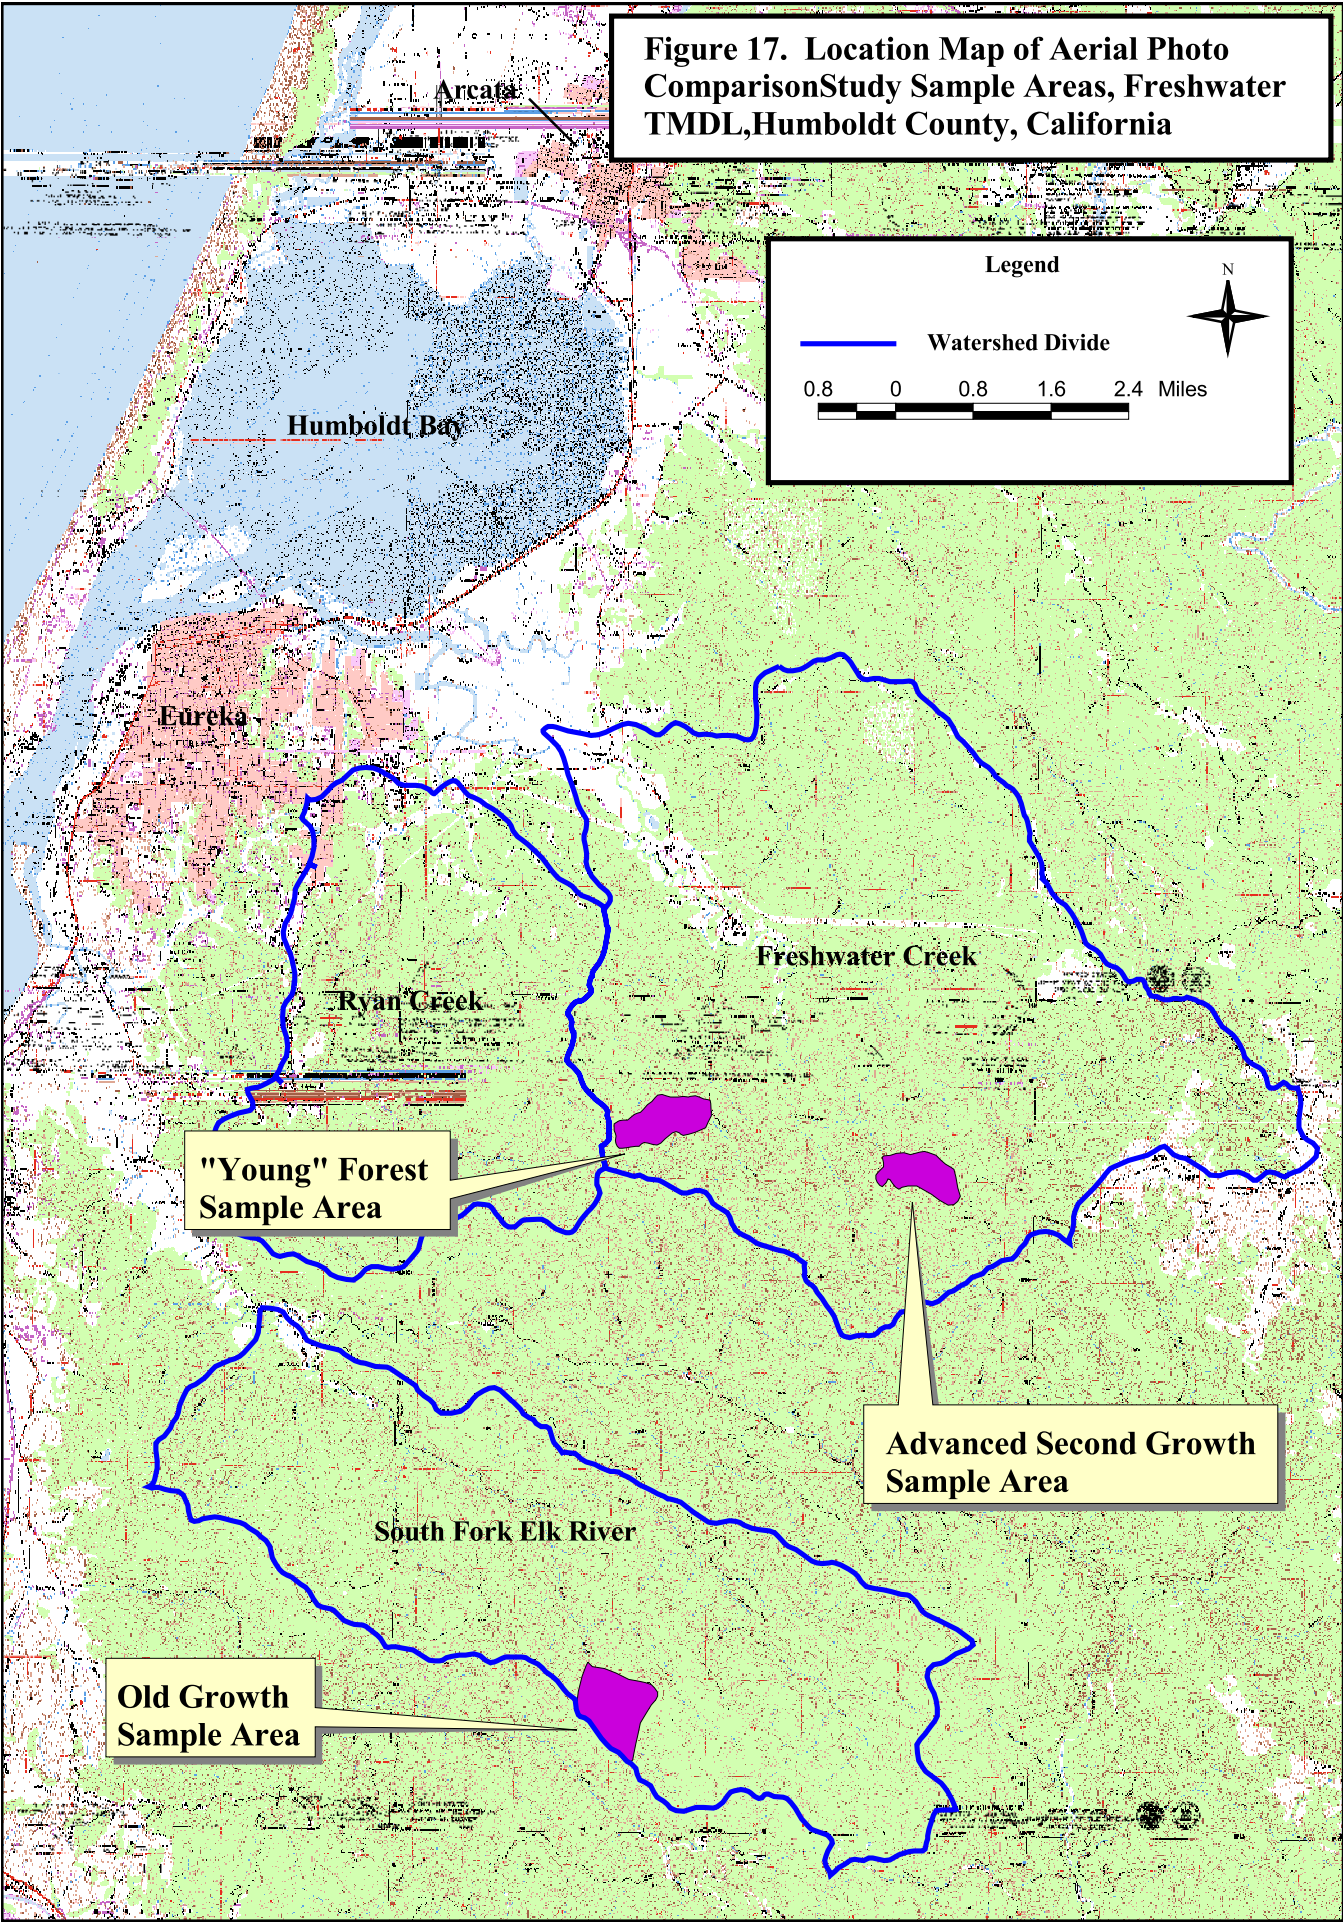 Figure 17.  Location Map of Aerial Photo
ComparisonStudy Sample Areas, Freshwater
TMDL,Humboldt County, California
Arcata
Legend
N
Watershed Divide
0.8 0 0.8 1.6 2.4 Miles
Humboldt Bay
Eureka
Freshwater Creek
Ryan Creek
"Young" Forest
Sample Area
Advanced Second Growth
Sample Area
South Fork Elk River
Old Growth
Sample Area